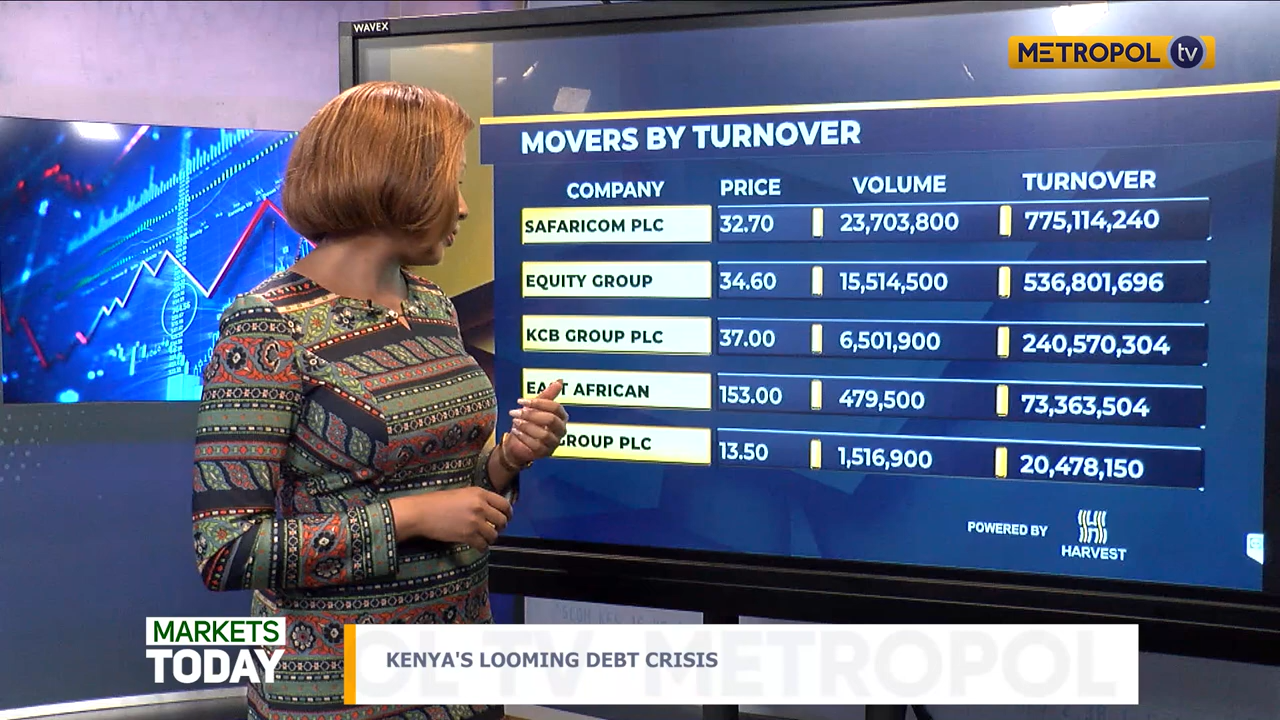 WAVEX
METROPOL tv
MOVERS BY TURNOVER
COMPANY PRICE VOLUME TURNOVER
SAFARICOM PLC 32.70 23,703,800 775,114,240
EQUITY GROUP 34.60 15,514,500 536,801,696
KCB GROUP PLC 37.00 6,501,900 240,570,304
EAST AFRICAN 153.00 479,500 73,363,504
GROUP PLC 13.50 1,516,900 20,478,150
POWERED BY
HARVEST
MARKETS
TODAY
KENYA'S LOOMING DEBT CRISIS
TV METROPOL